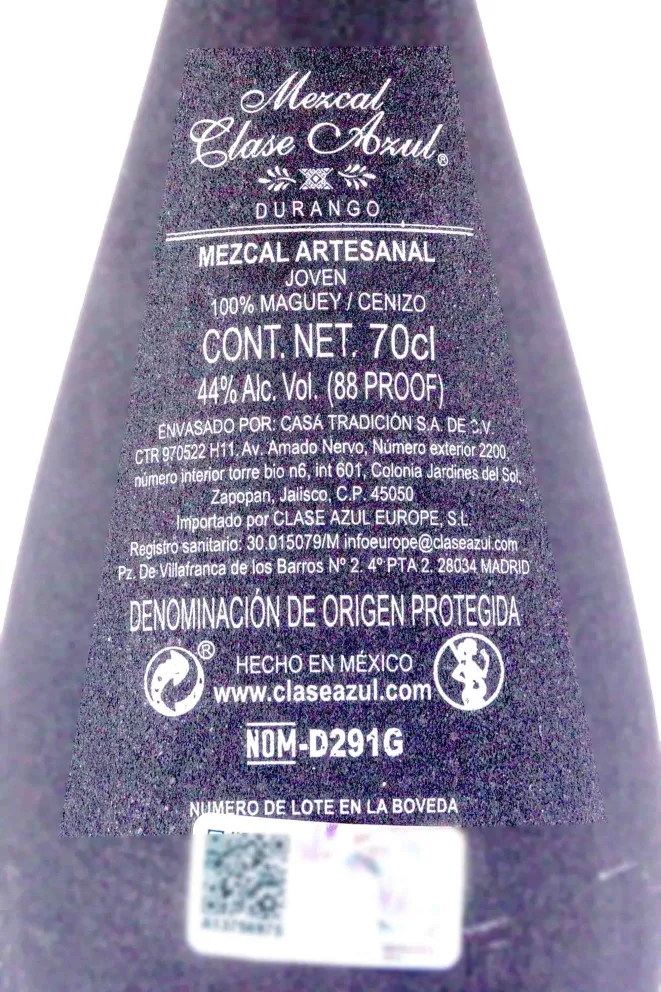 Mezcal
Clase Azul®
DURANGO
MEZCAL ARTESANAL
JOVEN
100% MAGUEY / CENIZO
CONT. NET. 70cl
44% Alc. Vol. (88 PROOF)
ENVASADO POR: CASA TRADICIÓN S.A. DE C.V.
CTR 970522 H11, Av. Amado Nervo, Número exterior 2200,
número interior torre bio n6, int 601, Colonia Jardines del Sol,
Zapopan, Jalisco, C.P. 45050
Importado por CLASE AZUL EUROPE, S.L.
Registro sanitario: 30.015079/M infoeurope@claseazul.com
Pz. De Villafranca de los Barros Nº 2. 4º PTA 2. 28034 MADRID
DENOMINACIÓN DE ORIGEN PROTEGIDA
®
HECHO EN MÉXICO
www.claseazul.com
NOM-D291G
NUMERO DE LOTE EN LA BOVEDA